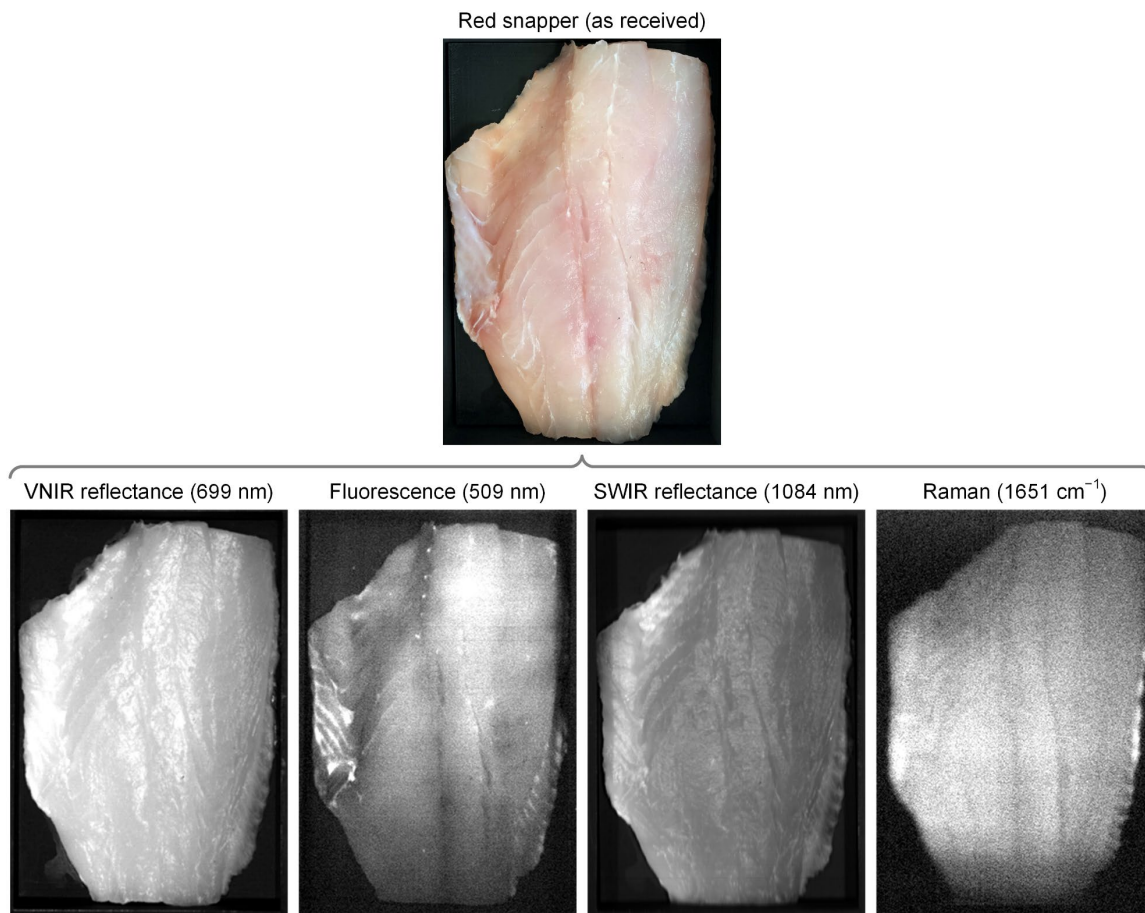 Red snapper (as received)
VNIR reflectance (699 nm)
Fluorescence (509 nm)
SWIR reflectance (1084 nm)
Raman (1651 cm⁻¹)